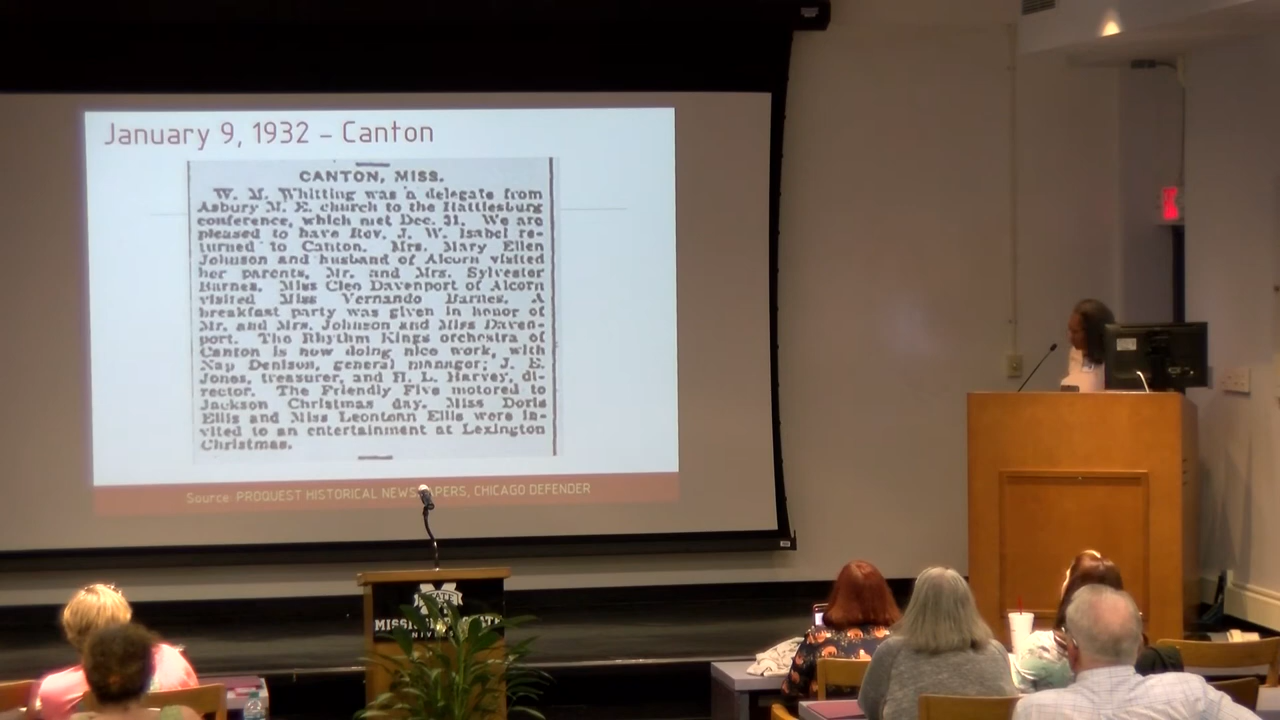 January 9, 1932 – Canton
CANTON, MISS.
W. M. Whitting was a delegate from
Asbury M. E. church to the Hattiesburg
conference, which met Dec. 31. We are
pleased to have Rev. J. W. Isabel re-
turned to Canton. Mrs. Mary Ellen
Johnson and husband of Alcorn visited
her parents, Mr. and Mrs. Sylvester
Barnes. Miss Cleo Davenport of Alcorn
visited Miss Vernando Barnes. A
breakfast party was given in honor of
Mr. and Mrs. Johnson and Miss Daven-
port. The Rhythm Kings orchestra of
Canton is now doing nice work, with
Nap Denison, general manager; J. E.
Jones, treasurer, and H. L. Harvey, di-
rector. The Friendly Five motored to
Jackson Christmas day. Miss Doris
Ellis and Miss Leontonn Ellis were in-
vited to an entertainment at Lexington
Christmas.
Source: PROQUEST HISTORICAL NEWSPAPERS, CHICAGO DEFENDER
STATE